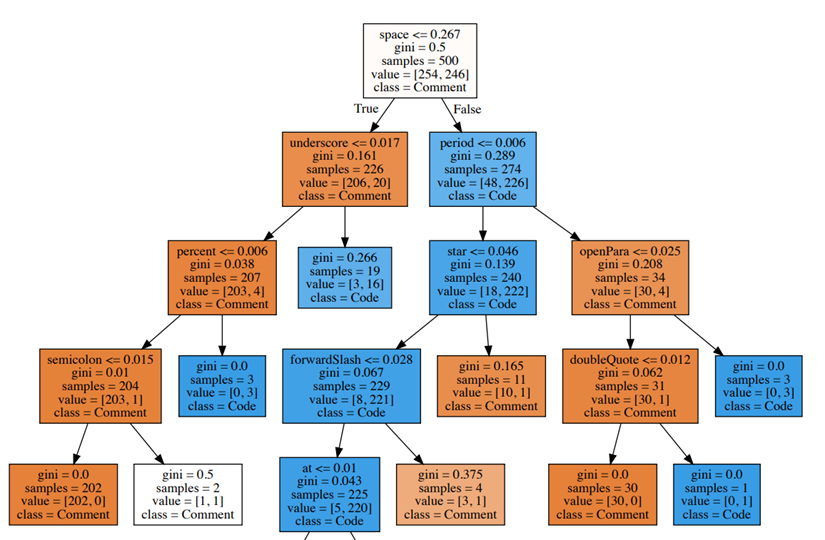 space <= 0.267
gini = 0.5
samples = 500
value = [254, 246]
class = Comment
True
False
underscore <= 0.017
gini = 0.161
samples = 226
value = [206, 20]
class = Comment
period <= 0.006
gini = 0.289
samples = 274
value = [48, 226]
class = Code
percent <= 0.006
gini = 0.038
samples = 207
value = [203, 4]
class = Comment
gini = 0.266
samples = 19
value = [3, 16]
class = Code
star <= 0.046
gini = 0.139
samples = 240
value = [18, 222]
class = Code
openPara <= 0.025
gini = 0.208
samples = 34
value = [30, 4]
class = Comment
semicolon <= 0.015
gini = 0.01
samples = 204
value = [203, 1]
class = Comment
gini = 0.0
samples = 3
value = [0, 3]
class = Code
forwardSlash <= 0.028
gini = 0.067
samples = 229
value = [8, 221]
class = Code
gini = 0.165
samples = 11
value = [10, 1]
class = Comment
doubleQuote <= 0.012
gini = 0.062
samples = 31
value = [30, 1]
class = Comment
gini = 0.0
samples = 3
value = [0, 3]
class = Code
gini = 0.0
samples = 202
value = [202, 0]
class = Comment
gini = 0.5
samples = 2
value = [1, 1]
class = Comment
at <= 0.01
gini = 0.043
samples = 225
value = [5, 220]
class = Code
gini = 0.375
samples = 4
value = [3, 1]
class = Comment
gini = 0.0
samples = 30
value = [30, 0]
class = Comment
gini = 0.0
samples = 1
value = [0, 1]
class = Code